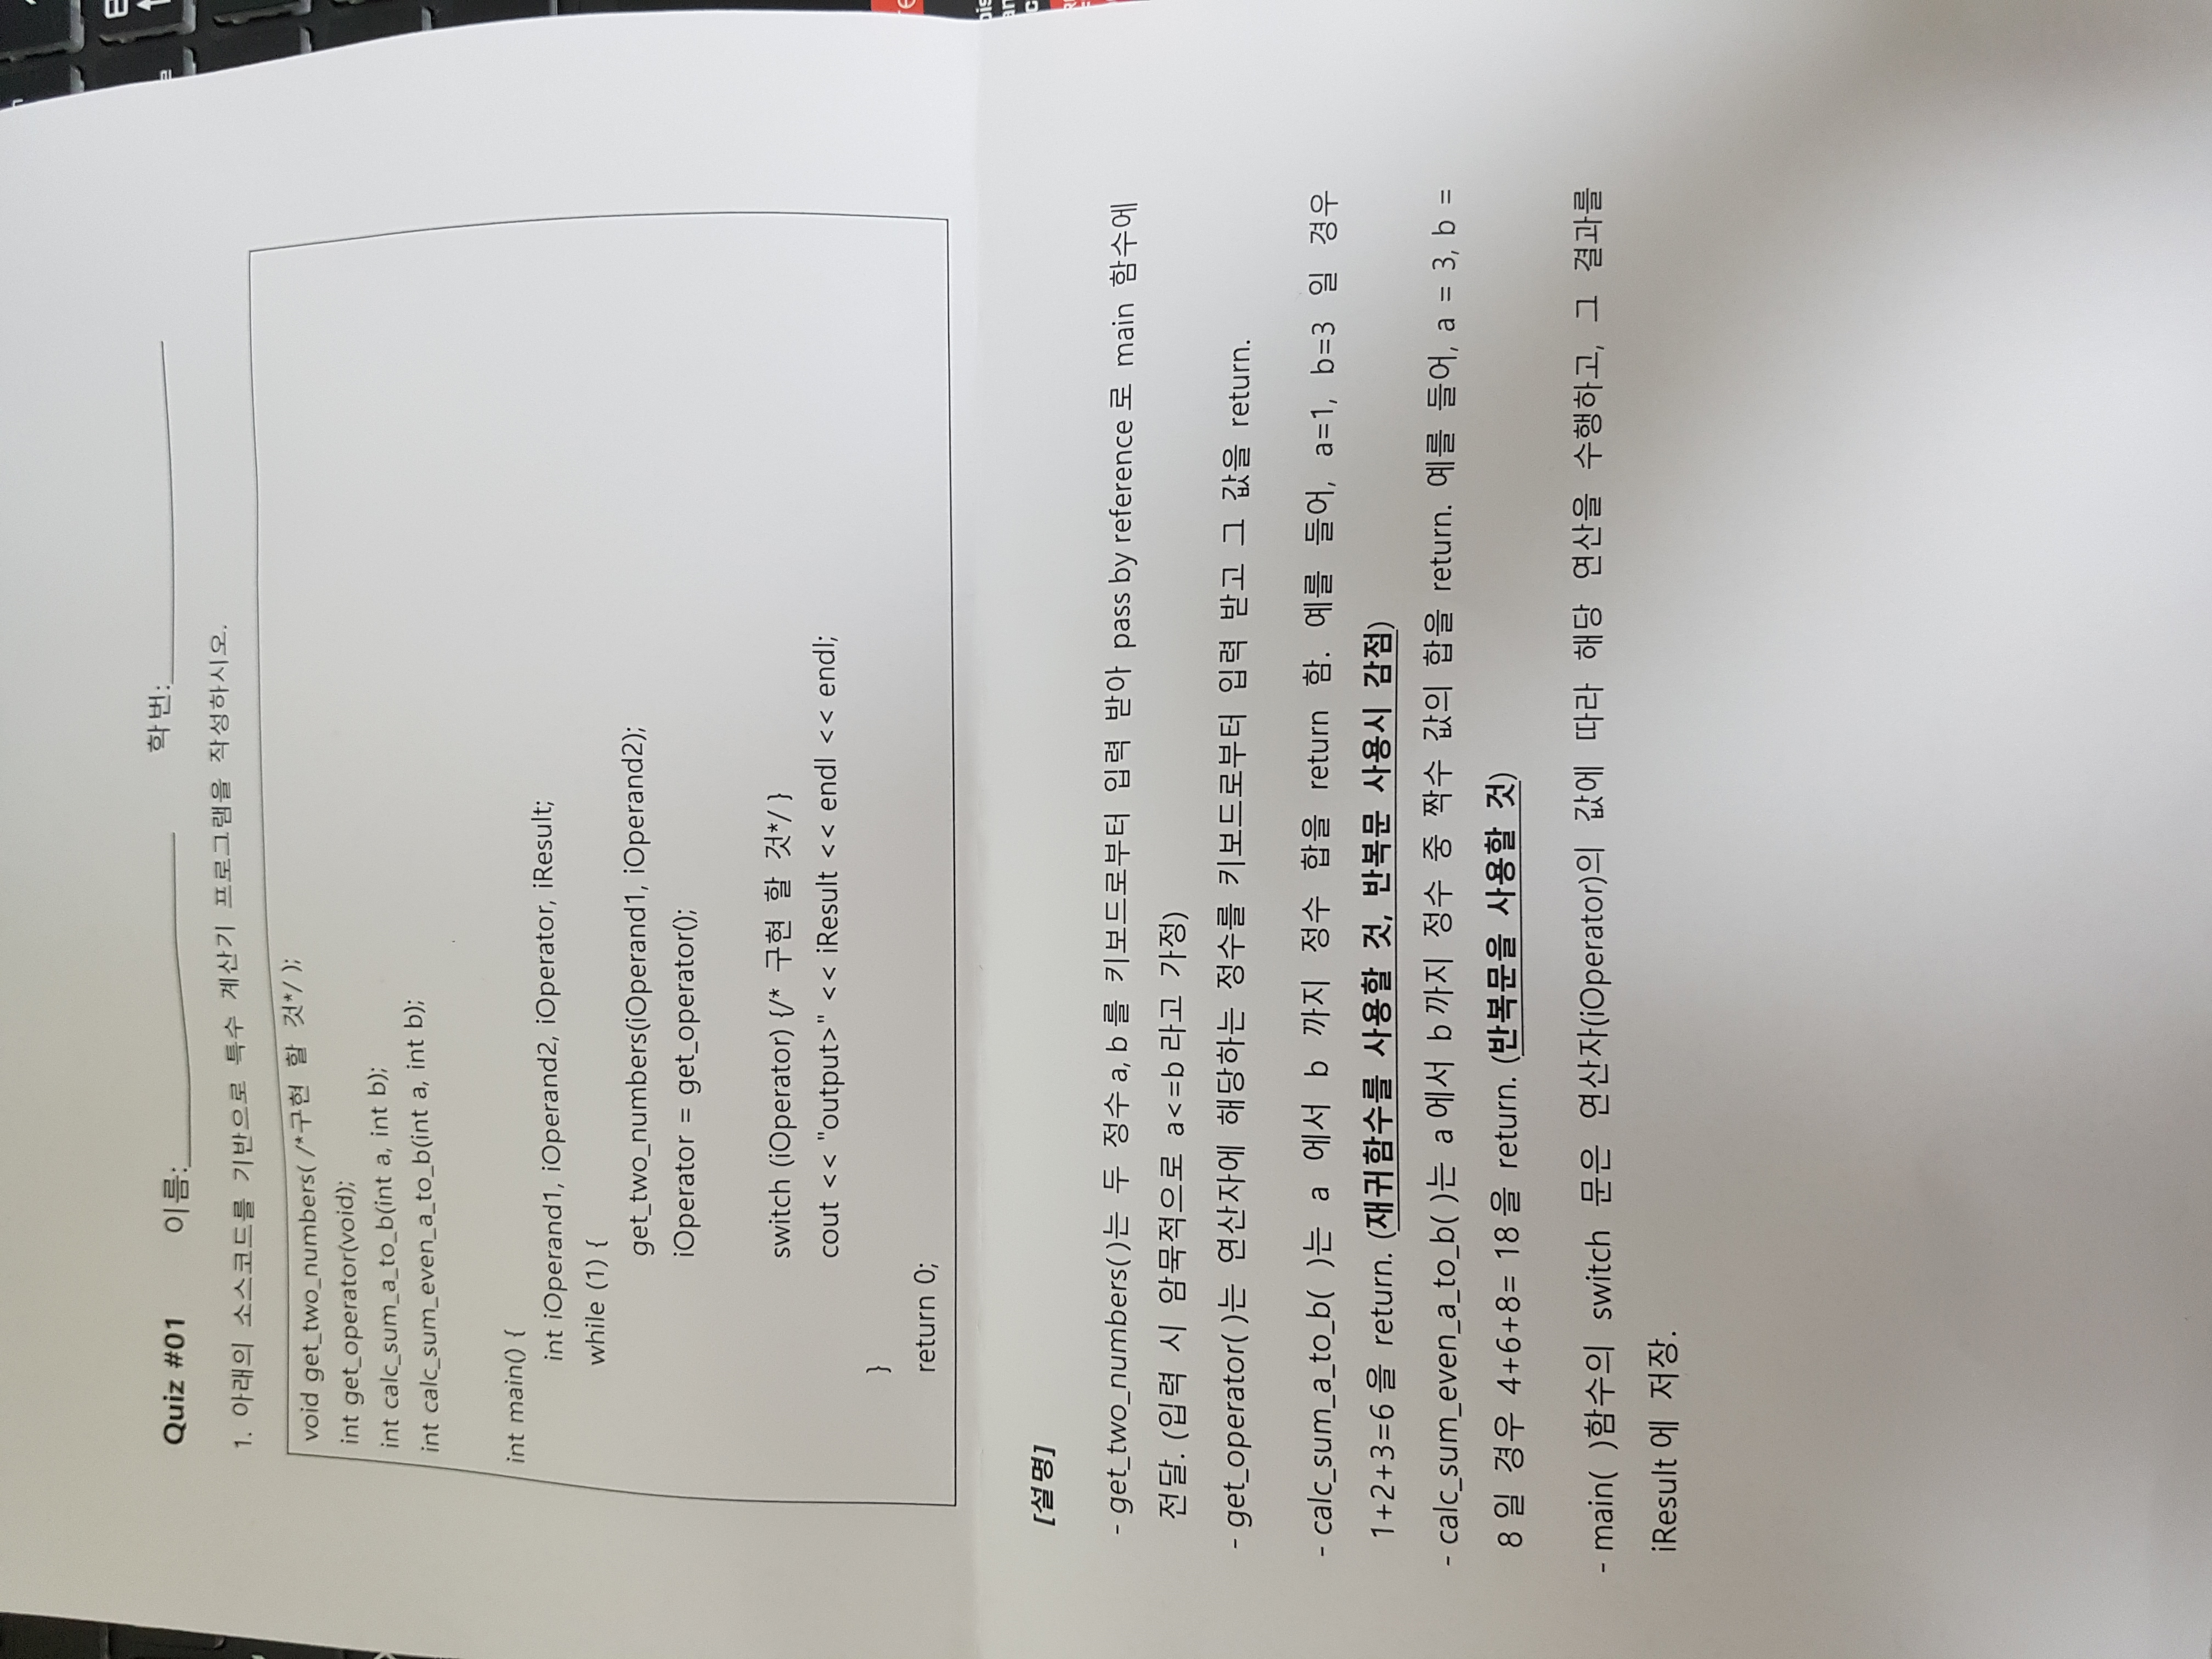 Quiz #01 이름: 학번:
1. 아래의 소스코드를 기반으로 특수 계산기 프로그램을 작성하시오.
void get_two_numbers( /*구현 할 것*/ );
int get_operator(void);
int calc_sum_a_to_b(int a, int b);
int calc_sum_even_a_to_b(int a, int b);
int main() {
int iOperand1, iOperand2, iOperator, iResult;
while (1) {
get_two_numbers(iOperand1, iOperand2);
iOperator = get_operator();
switch (iOperator) {/* 구현 할 것*/ }
cout << "output>" << iResult << endl << endl;
}
return 0;
[설명]
- get_two_numbers( )는 두 정수 a, b 를 키보드로부터 입력 받아 pass by reference 로 main 함수에
전달. (입력 시 암묵적으로 a<=b 라고 가정)
- get_operator( )는 연산자에 해당하는 정수를 키보드로부터 입력 받고 그 값을 return.
- calc_sum_a_to_b( )는 a 에서 b 까지 정수 합을 return 함. 예를 들어, a=1, b=3 일 경우
1+2+3=6 을 return. (재귀함수를 사용할 것, 반복문 사용시 감점)
- calc_sum_even_a_to_b( )는 a 에서 b 까지 정수 중 짝수 값의 합을 return. 예를 들어, a = 3, b =
8 일 경우 4+6+8= 18 을 return. (반복문을 사용할 것)
- main( )함수의 switch 문은 연산자(iOperator)의 값에 따라 해당 연산을 수행하고, 그 결과를
iResult 에 저장.